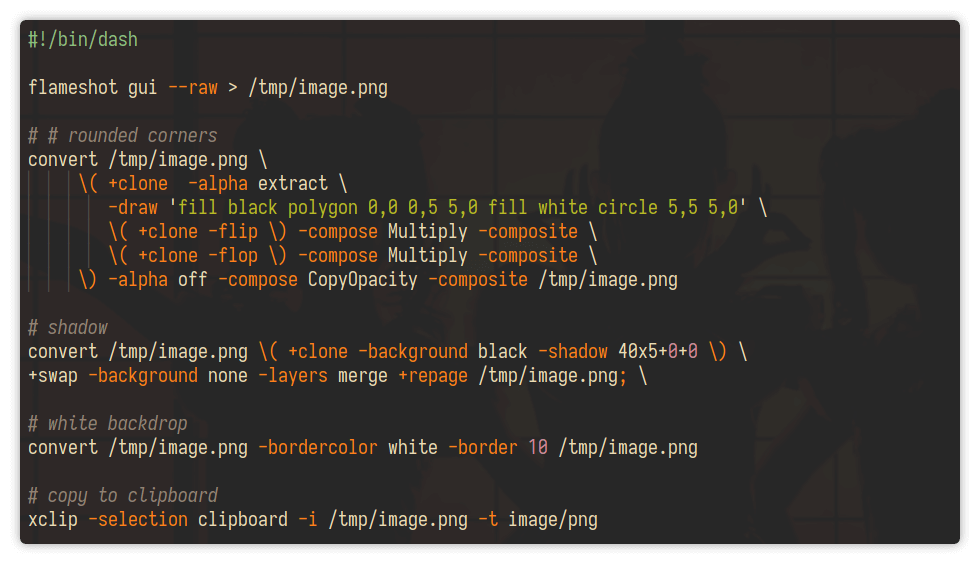 #!/bin/dash
flameshot gui --raw > /tmp/image.png
# # rounded corners
convert /tmp/image.png \
\( +clone  -alpha extract \
-draw 'fill black polygon 0,0 0,5 5,0 fill white circle 5,5 5,0' \
\( +clone -flip \) -compose Multiply -composite \
\( +clone -flop \) -compose Multiply -composite \
\) -alpha off -compose CopyOpacity -composite /tmp/image.png
# shadow
convert /tmp/image.png \( +clone -background black -shadow 40x5+0+0 \) \
+swap -background none -layers merge +repage /tmp/image.png; \
# white backdrop
convert /tmp/image.png -bordercolor white -border 10 /tmp/image.png
# copy to clipboard
xclip -selection clipboard -i /tmp/image.png -t image/png